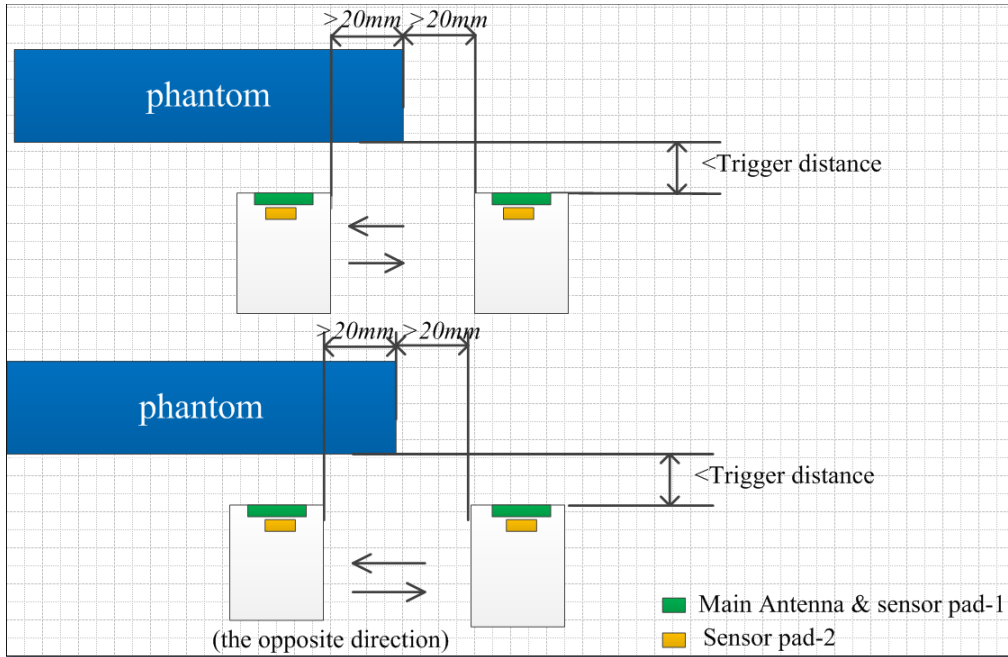 >20mm >20mm
phantom
<Trigger distance
>20mm >20mm
phantom
<Trigger distance
Main Antenna & sensor pad-1
(the opposite direction)
Sensor pad-2